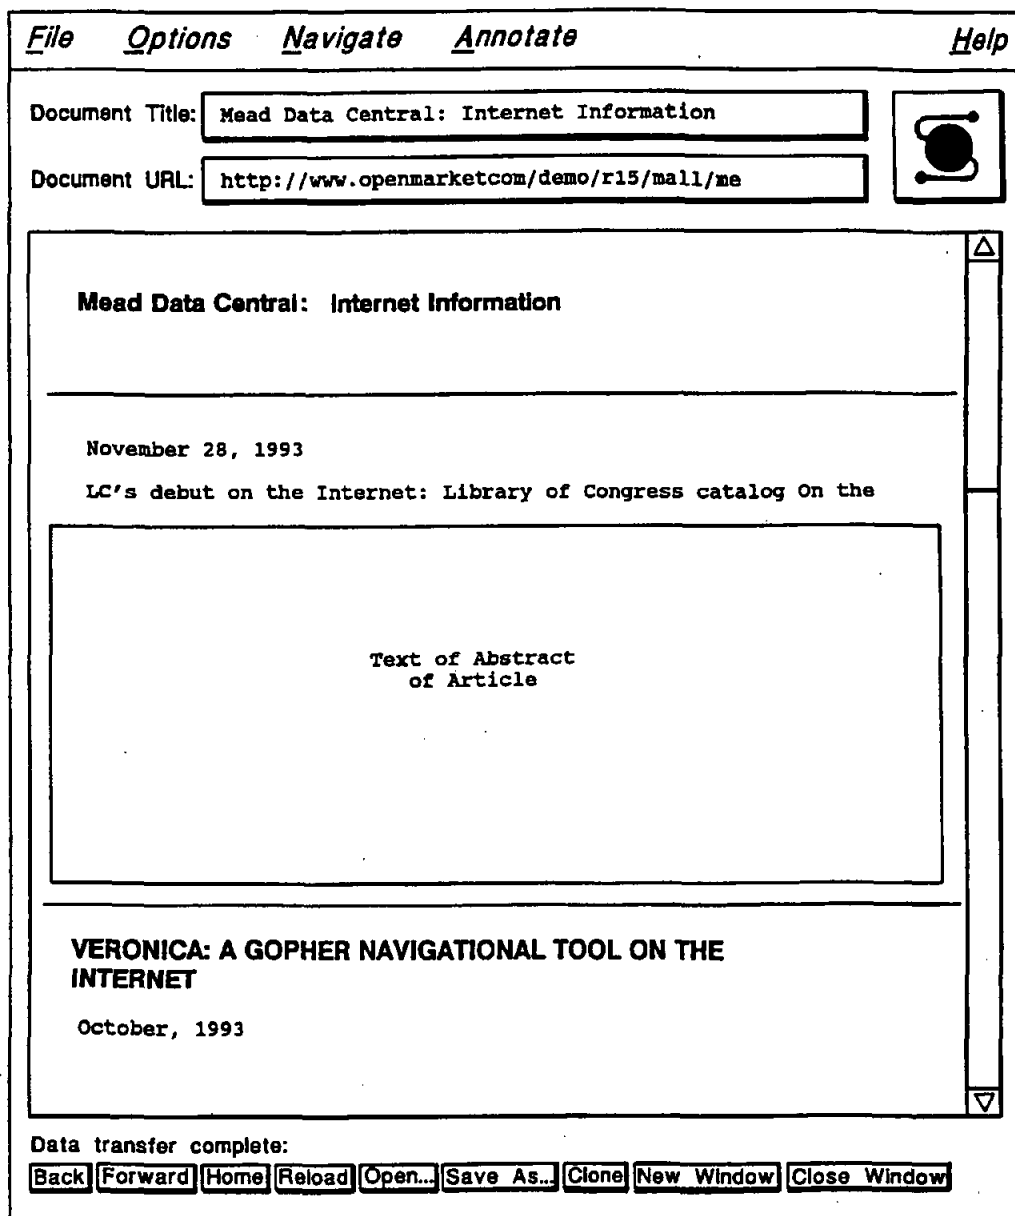 File Options Navigate Annotate Help
Document Title: Mead Data Central: Internet Information
Document URL: http://www.openmarketcom/demo/r15/mall/me
Mead Data Central: Internet Information
November 28, 1993
LC's debut on the Internet: Library of Congress catalog On the
Text of Abstract
of Article
VERONICA: A GOPHER NAVIGATIONAL TOOL ON THE
INTERNET
October, 1993
Data transfer complete:
Back Forward Home Reload Open... Save As... Clone New Window Close Window